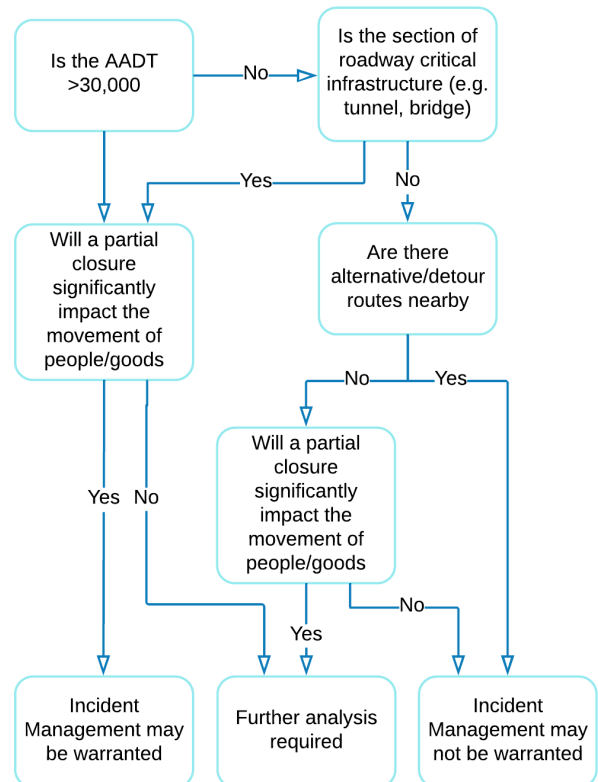 Is the AADT
>30,000
No
Is the section of
roadway critical
infrastructure (e.g.
tunnel, bridge)
Yes
No
Will a partial
closure
significantly
impact the
movement of
people/goods
Are there
alternative/detour
routes nearby
No
Yes
Will a partial
closure
significantly
impact the
movement of
people/goods
Yes
No
No
Yes
Incident
Management may
be warranted
Further analysis
required
Incident
Management may
not be warranted